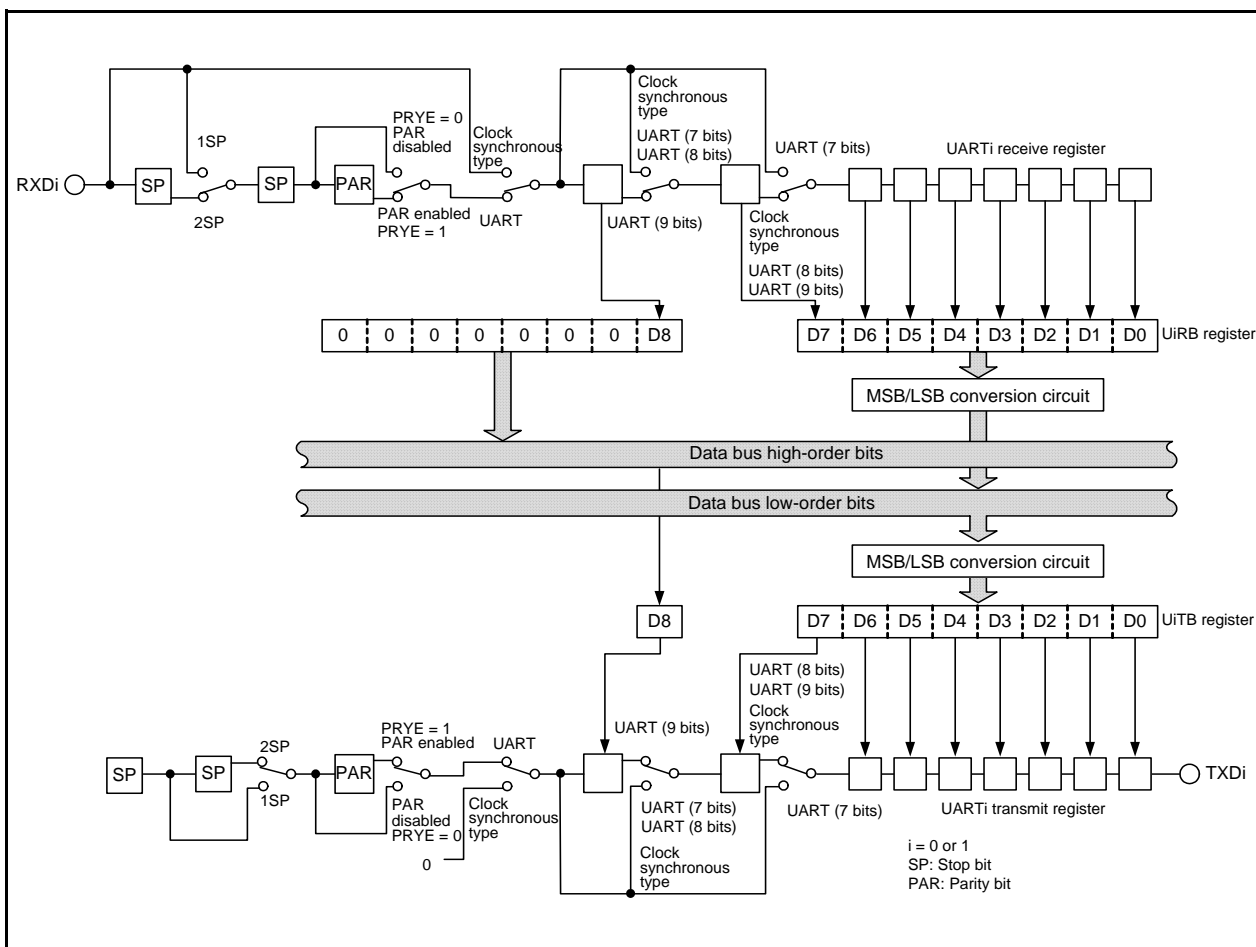 Clock
synchronous
type
PRYE = 0
PAR
disabled
Clock
synchronous
type
1SP
UART (7 bits)
UART (8 bits)
UART (7 bits)
UARTi receive register
RXDi
SP
SP
PAR
2SP
PAR enabled
PRYE = 1
UART
UART (9 bits)
Clock
synchronous
type
UART (8 bits)
UART (9 bits)
0 0 0 0 0 0 0 D8
D7 D6 D5 D4 D3 D2 D1 D0
UiRB register
MSB/LSB conversion circuit
Data bus high-order bits
Data bus low-order bits
MSB/LSB conversion circuit
D8
D7 D6 D5 D4 D3 D2 D1 D0
UiTB register
UART (8 bits)
UART (9 bits)
Clock
synchronous
type
UART (9 bits)
PRYE = 1
PAR enabled
UART
2SP
SP
SP
PAR
TXDi
1SP
PAR
disabled
PRYE = 0
Clock
synchronous
type
0
UART (7 bits)
UART (8 bits)
Clock
synchronous
type
UART (7 bits)
UARTi transmit register
i = 0 or 1
SP: Stop bit
PAR: Parity bit